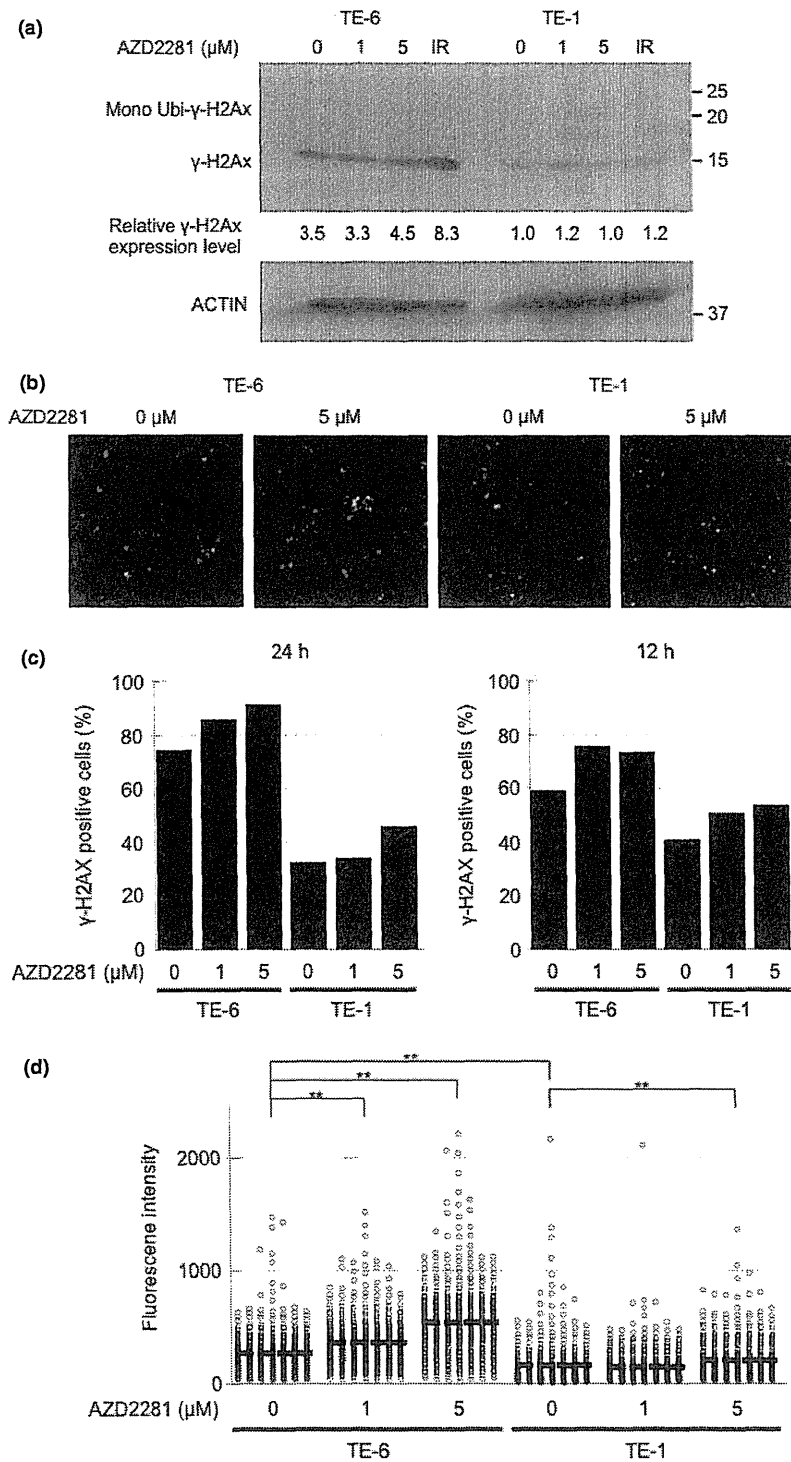 (a)
TE-6 TE-1
AZD2281 (μM) 0 1 5 IR 0 1 5 IR
25
Mono Ubi-γ-H2Ax
20
γ-H2Ax
15
Relative γ-H2Ax
expression level
3.5 3.3 4.5 8.3 1.0 1.2 1.0 1.2
ACTIN
37
(b)
TE-6 TE-1
AZD2281 0 μM 5 μM 0 μM 5 μM
(c)
24 h
γ-H2AX positive cells (%)
100
80
60
40
20
0
AZD2281 (μM) 0 1 5 0 1 5
TE-6 TE-1
12 h
γ-H2AX positive cells (%)
100
80
60
40
20
0
0 1 5 0 1 5
TE-6 TE-1
(d)
**
**
**
**
Fluorescene intensity
2000
1000
0
AZD2281 (μM) 0 1 5 0 1 5
TE-6 TE-1